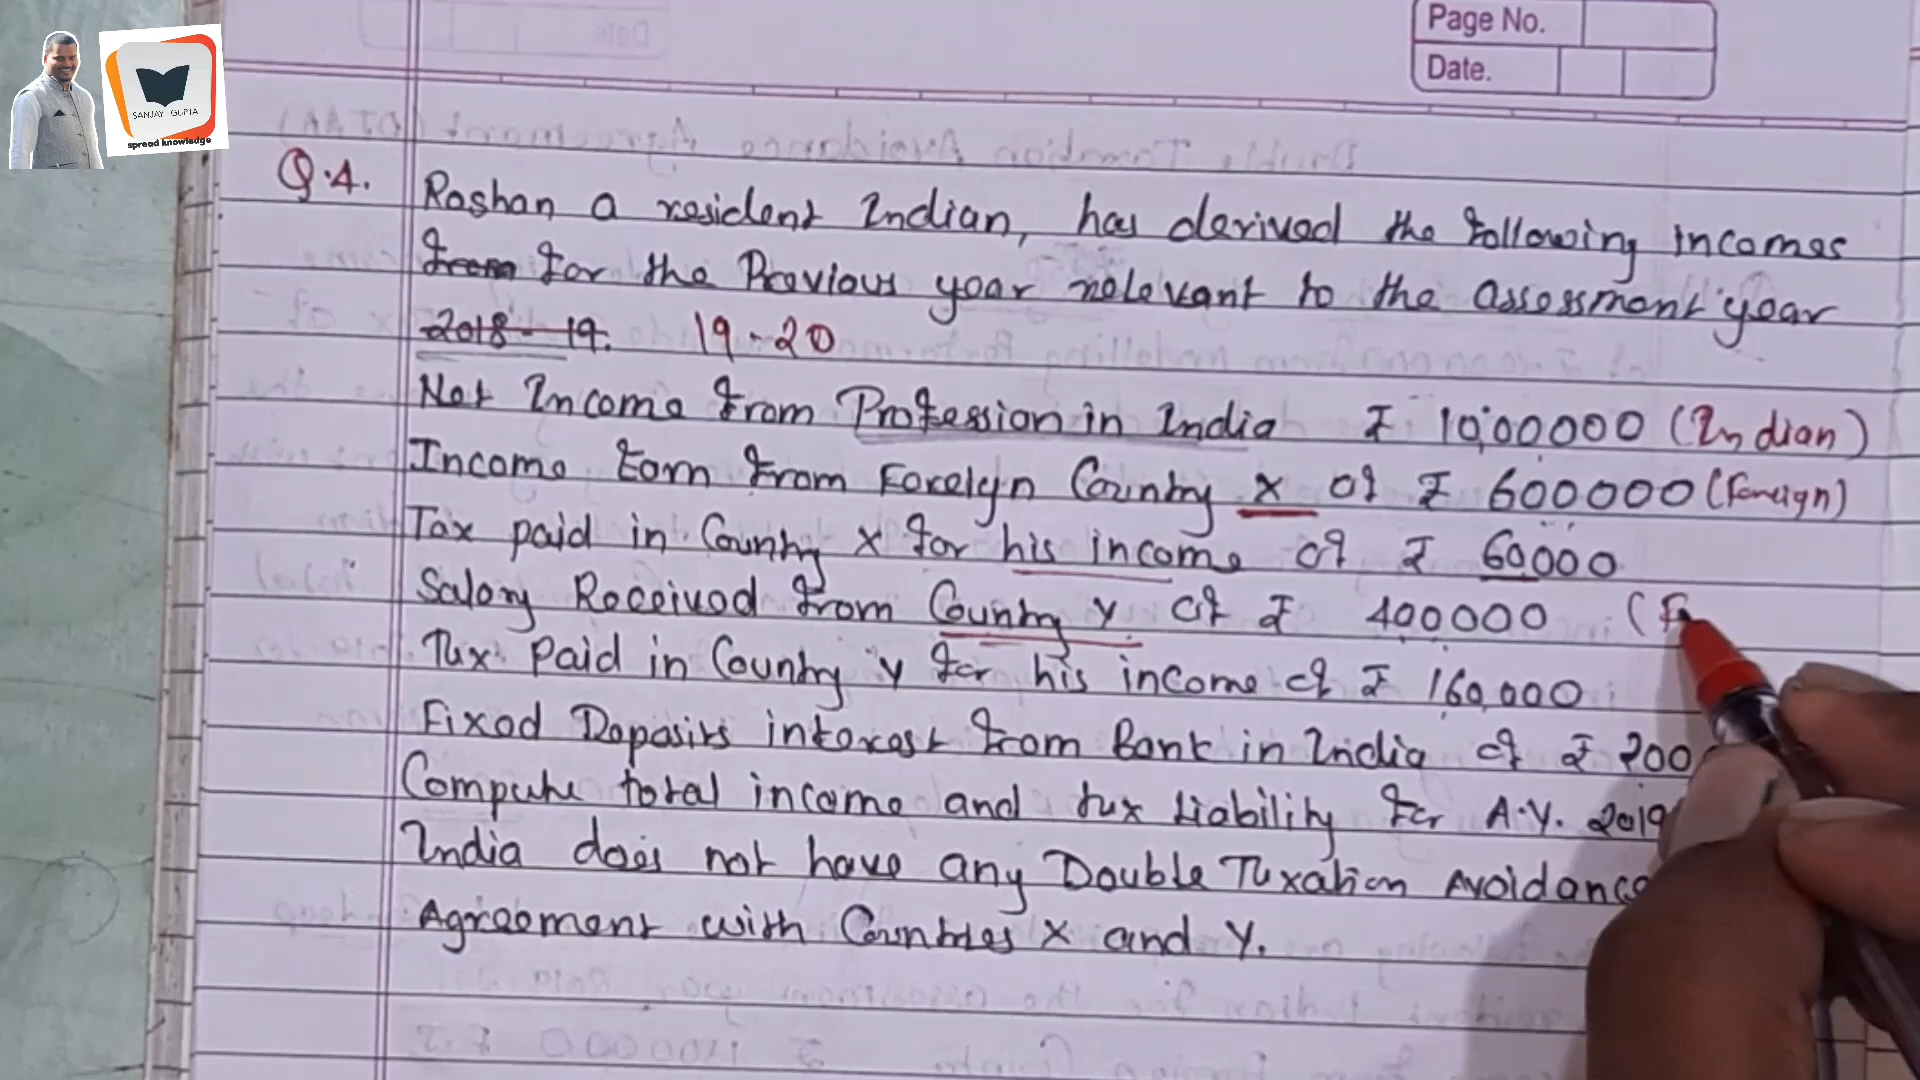 Page No.
Date.
SANJAY GUPTA
spread knowledge
Q.4. Roshan a resident Indian, has derived the following incomes
from for the Previous year relevant to the assessment year
2018-19. 19-20
Net Income from Profession in India ₹ 1000000 (Indian)
Income Earn from Foreign Country X of ₹ 600000 (Foreign)
Tax paid in Country X for his income of ₹ 60000
Salary Received from Country Y of ₹ 400000 (F
Tax Paid in Country Y for his income of ₹ 160,000
Fixed Deposits interest from Bank in India of ₹ 200
Compute total income and tax liability for A.Y. 2019
India does not have any Double Taxation Avoidance
Agreement with Countries X and Y.